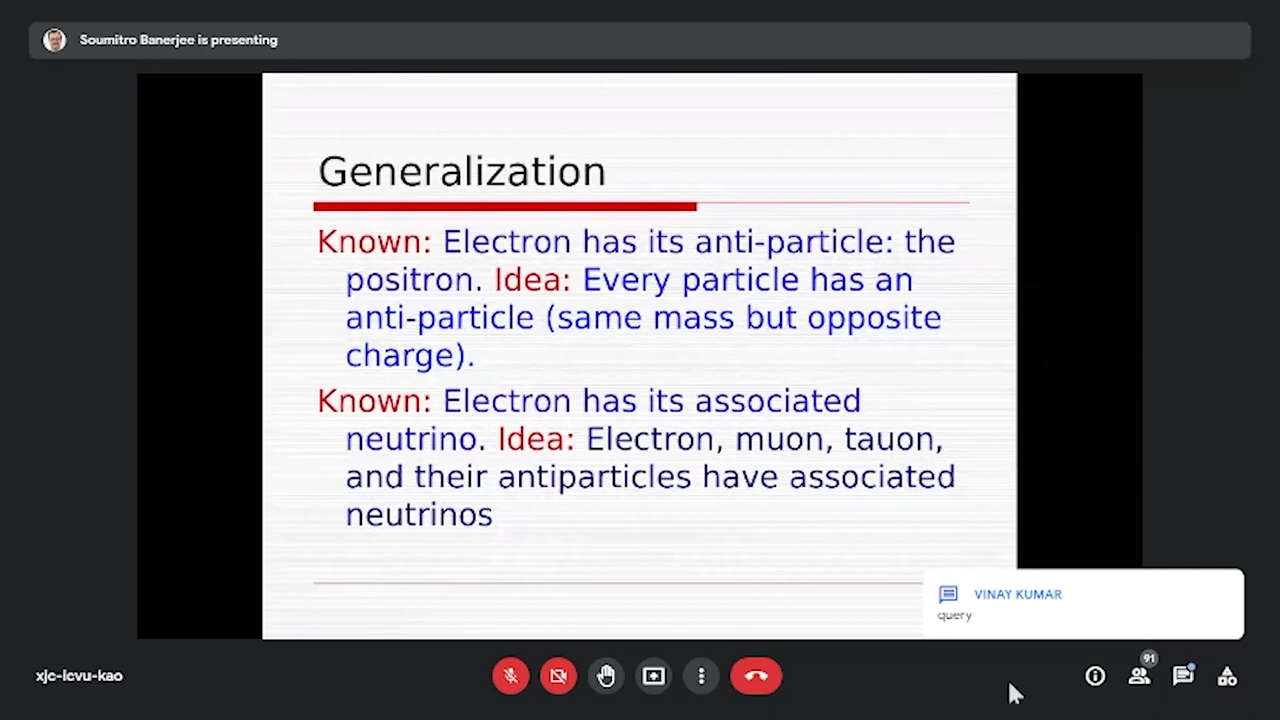 Soumitro Banerjee is presenting
Generalization
Known: Electron has its anti-particle: the
positron. Idea: Every particle has an
anti-particle (same mass but opposite
charge).
Known: Electron has its associated
neutrino. Idea: Electron, muon, tauon,
and their antiparticles have associated
neutrinos
VINAY KUMAR
query
xjc-lcvu-kao
91